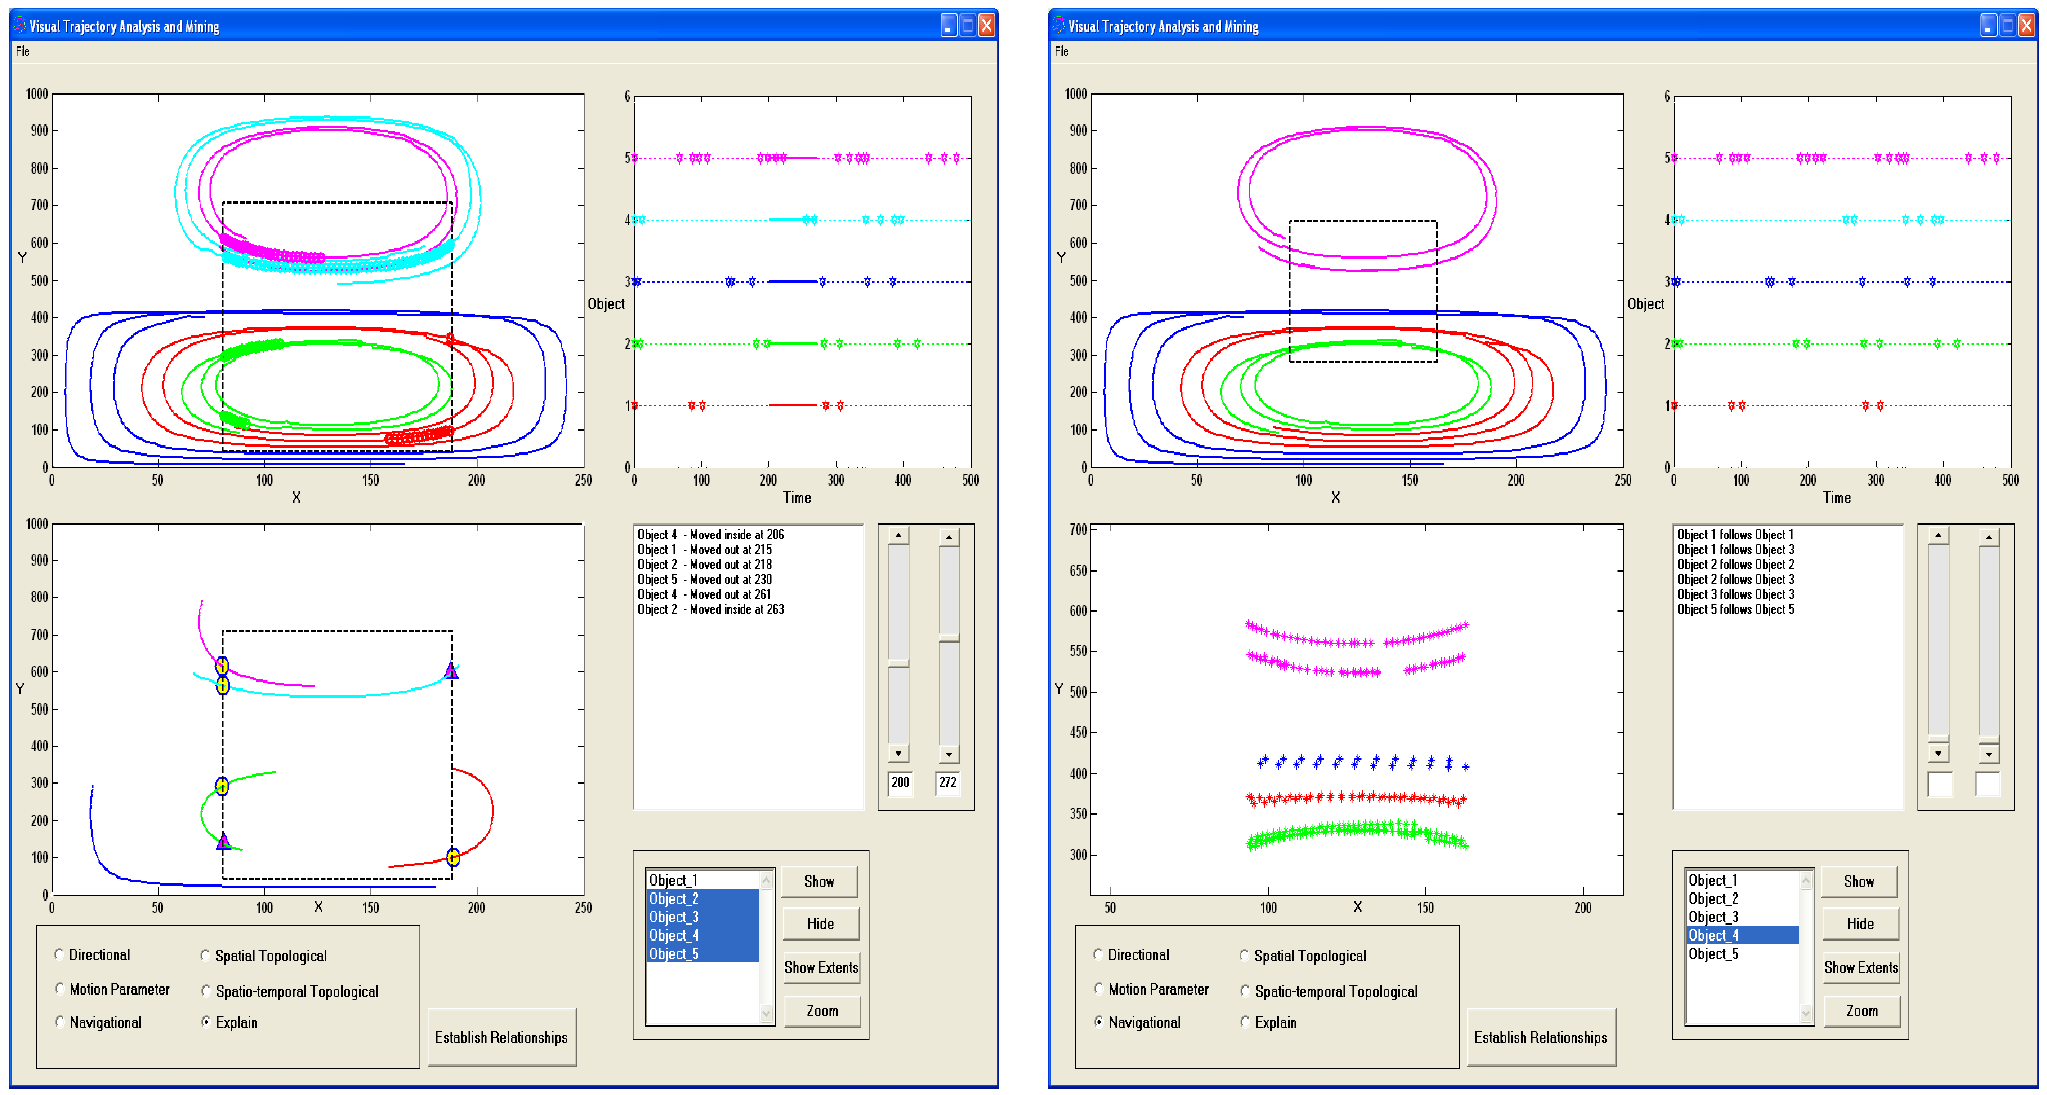 Visual Trajectory Analysis and Mining
File
1000
900
800
700
600
500
400
300
200
100
0
Y
0 50 100 150 200 250
X
6
5
4
3
2
1
0
Object
0 100 200 300 400 500
Time
1000
900
800
700
600
500
400
300
200
100
0
Y
0 50 100 150 200 250
X
Object 4 - Moved inside at 206
Object 1 - Moved out at 215
Object 2 - Moved out at 218
Object 5 - Moved out at 230
Object 4 - Moved out at 261
Object 2 - Moved inside at 263
200 272
Directional
Spatial Topological
Motion Parameter
Spatio-temporal Topological
Navigational
Explain
Establish Relationships
Object_1
Object_2
Object_3
Object_4
Object_5
Show
Hide
Show Extents
Zoom
Visual Trajectory Analysis and Mining
File
1000
900
800
700
600
500
400
300
200
100
0
Y
0 50 100 150 200 250
X
6
5
4
3
2
1
0
Object
0 100 200 300 400 500
Time
700
650
600
550
500
450
400
350
300
Y
50 100 150 200
X
Object 1 follows Object 1
Object 1 follows Object 3
Object 2 follows Object 2
Object 2 follows Object 3
Object 3 follows Object 3
Object 5 follows Object 5
Directional
Spatial Topological
Motion Parameter
Spatio-temporal Topological
Navigational
Explain
Establish Relationships
Object_1
Object_2
Object_3
Object_4
Object_5
Show
Hide
Show Extents
Zoom